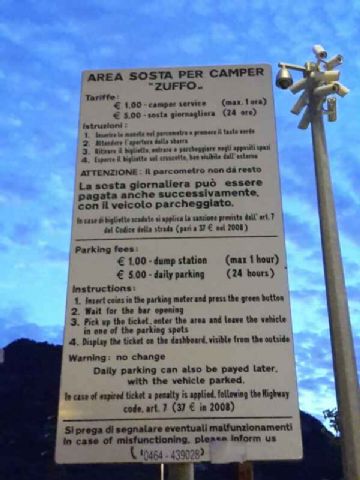 AREA SOSTA PER CAMPER
"ZUFFO„
Tariffe:
€ 1,00 - camper service (max. 1 ora)
€ 5,00 - sosta giornagliera (24 ore)
Istruzioni:
1. Inserire le monete nel parcometro e premere il tasto verde
2. Attendere l'apertura della sbarra
3. Ritirare il biglietto, entrare e parcheggiare negli appositi spazi
4. Esporre il biglietto sul cruscotto, ben visibile dall'esterno
ATTENZIONE: Il parcometro non dà resto
La sosta giornaliera può essere
pagata anche successivamente,
con il veicolo parcheggiato.
In caso di biglietto scaduto si applica la sanzione prevista dall'art. 7
del Codice della strada (pari a 37 € nel 2008)
Parking fees:
€ 1,00 - dump station (max 1 hour)
€ 5,00 - daily parking (24 hours)
Instructions:
1. Insert coins in the parking meter and press the green button
2. Wait for the bar opening
3. Pick up the ticket, enter the area and leave the vehicle
in one of the parking spots
4. Display the ticket on the dashboard, visible from the outside
Warning: no change
Daily parking can also be payed later,
with the vehicle parked.
In case of expired ticket a penalty is applied, following the Highway
code, art. 7 (37 € in 2008)
Si prega di segnalare eventuali malfunzionamenti
In case of misfunctioning, please inform us
0464-439028